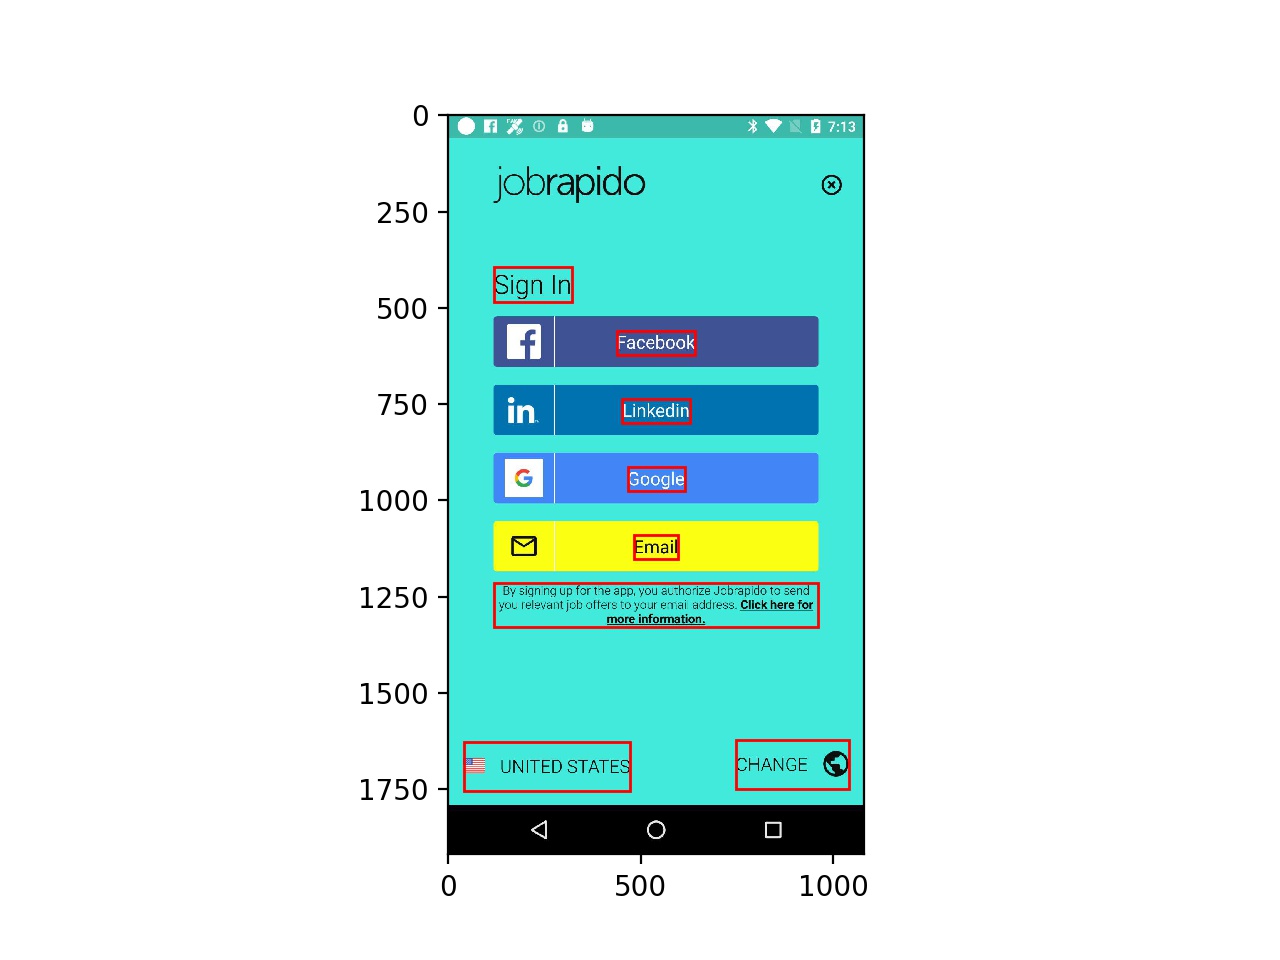 0
7:13
jobrapido
250
Sign In
500
Facebook
750
Linkedin
Google
1000
Email
1250
By signing up for the app, you authorize Jobrapido to send
you relevant job offers to your email address. Click here for
more information.
1500
UNITED STATES
CHANGE
1750
0
500
1000